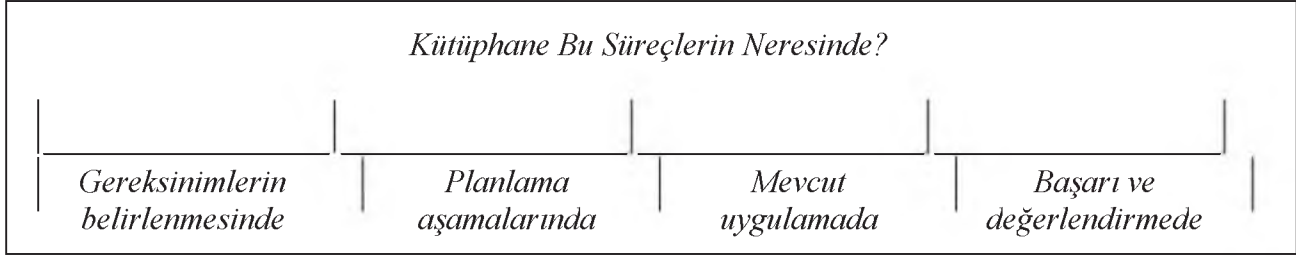 Kütüphane Bu Süreçlerin Neresinde?
Gereksinimlerin belirlenmesinde
Planlama aşamalarında
Mevcut uygulamada
Başarı ve değerlendirmede